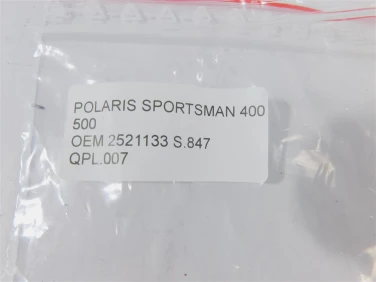 POLARIS SPORTSMAN 400
500
OEM 2521133 S.847
QPL.007